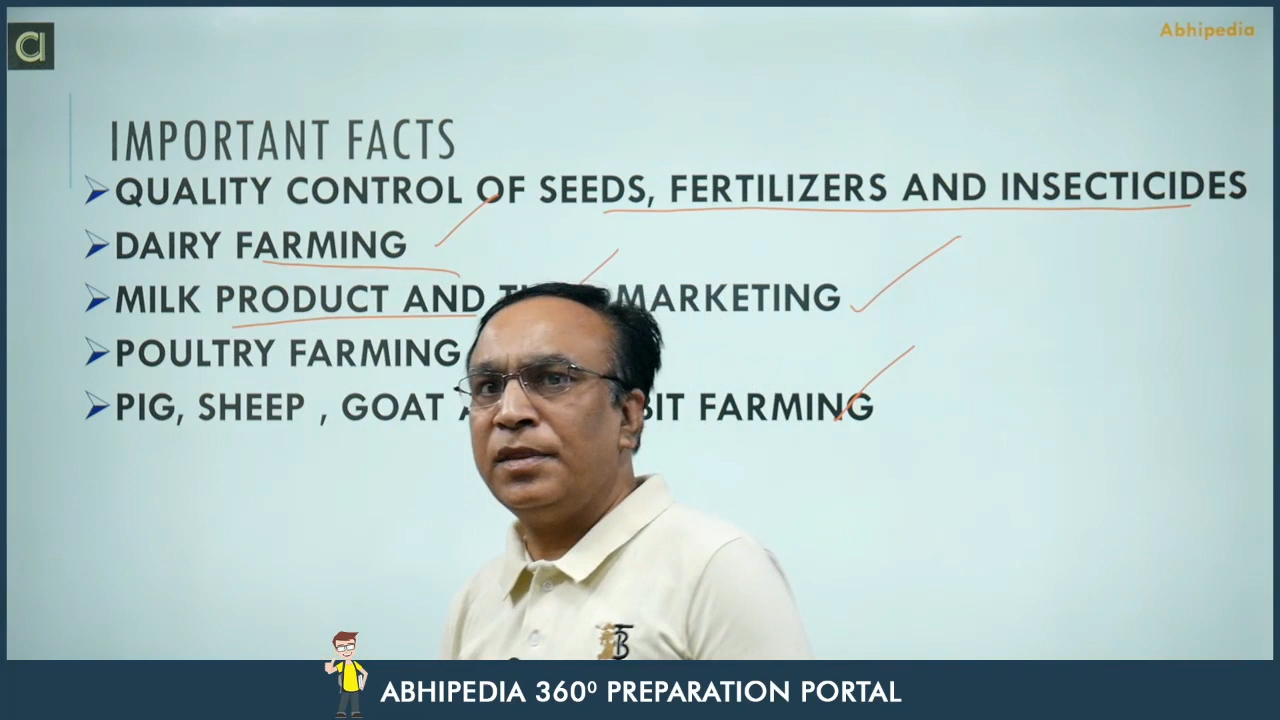 Abhipedia
IMPORTANT FACTS
QUALITY CONTROL OF SEEDS, FERTILIZERS AND INSECTICIDES
DAIRY FARMING
MILK PRODUCT AND MARKETING
POULTRY FARMING
PIG, SHEEP , GOAT FARMING
ABHIPEDIA 360⁰ PREPARATION PORTAL